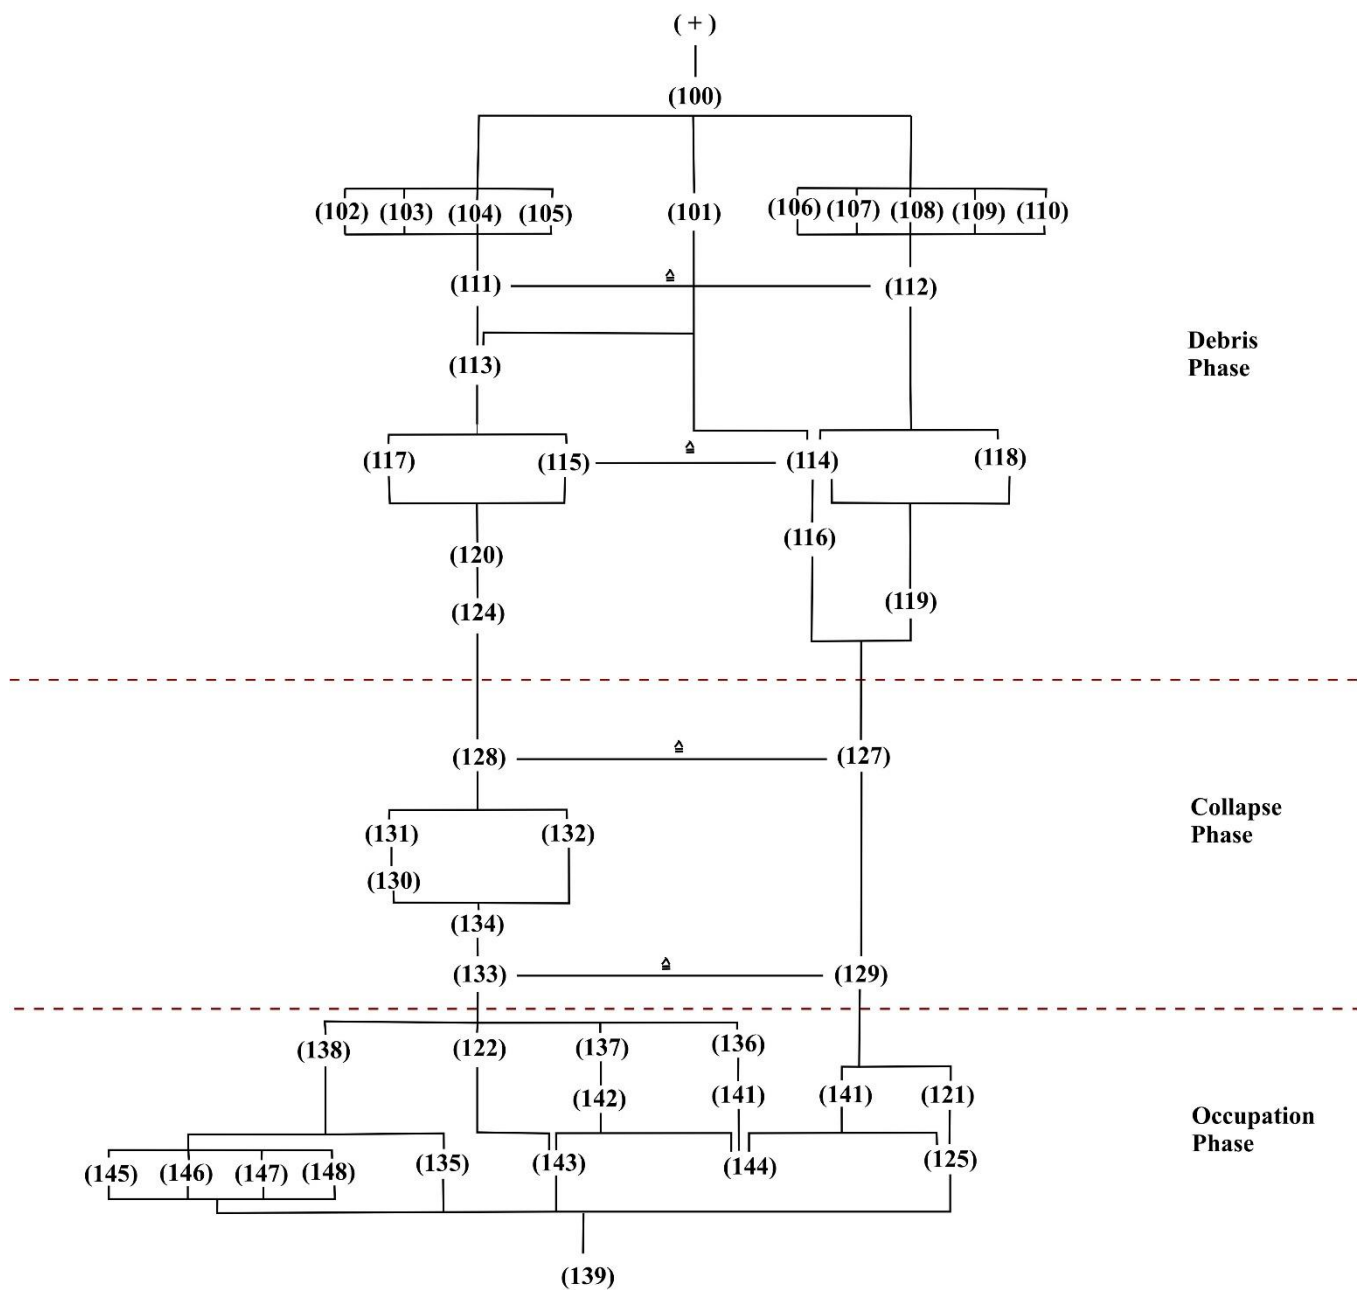 ( + )
(100)
(102) (103) (104) (105) (101) (106) (107) (108) (109) (110)
(111) ≙ (112)
Debris
Phase
(113)
(117) (115) ≙ (114) (118)
(116)
(120)
(119)
(124)
(128) ≙ (127)
Collapse
Phase
(131) (132)
(130)
(134)
(133) ≙ (129)
(138) (122) (137) (136)
(142) (141) (141) (121)
Occupation
Phase
(145) (146) (147) (148) (135) (143) (144) (125)
(139)